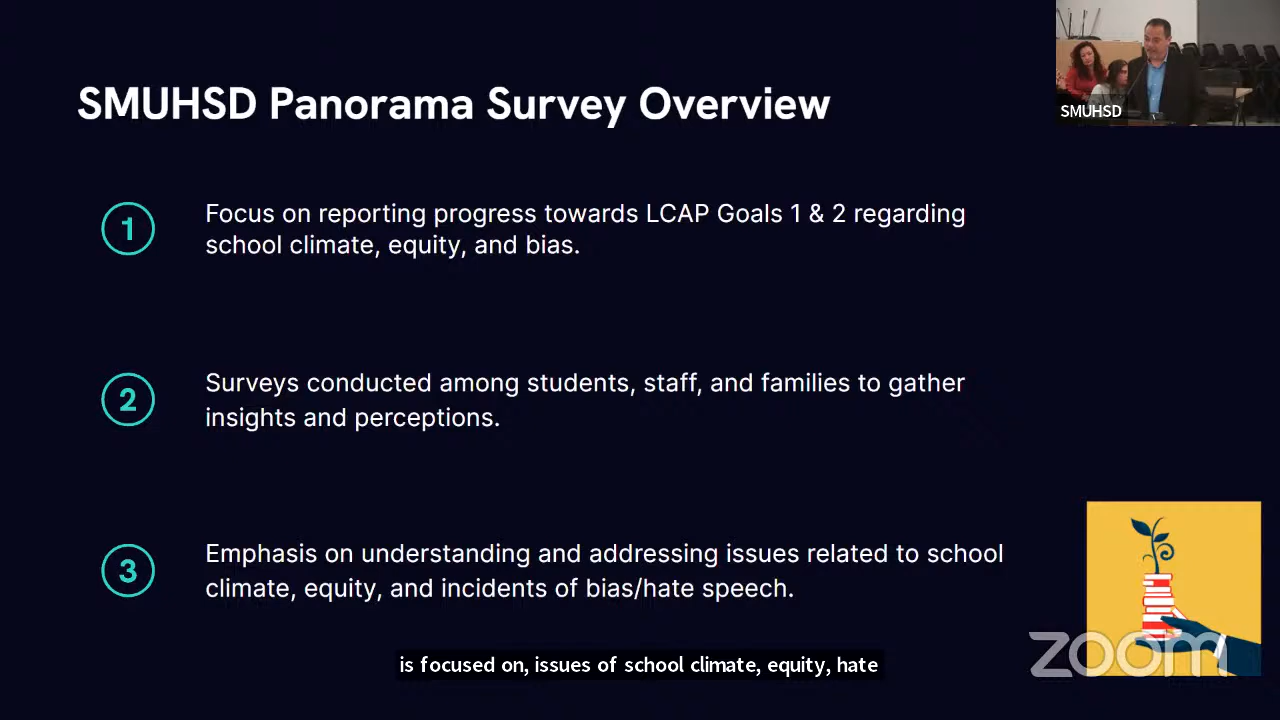 SMUHSD Panorama Survey Overview
SMUHSD
1
Focus on reporting progress towards LCAP Goals 1 & 2 regarding
school climate, equity, and bias.
2
Surveys conducted among students, staff, and families to gather
insights and perceptions.
3
Emphasis on understanding and addressing issues related to school
climate, equity, and incidents of bias/hate speech.
is focused on, issues of school climate, equity, hate
zoom